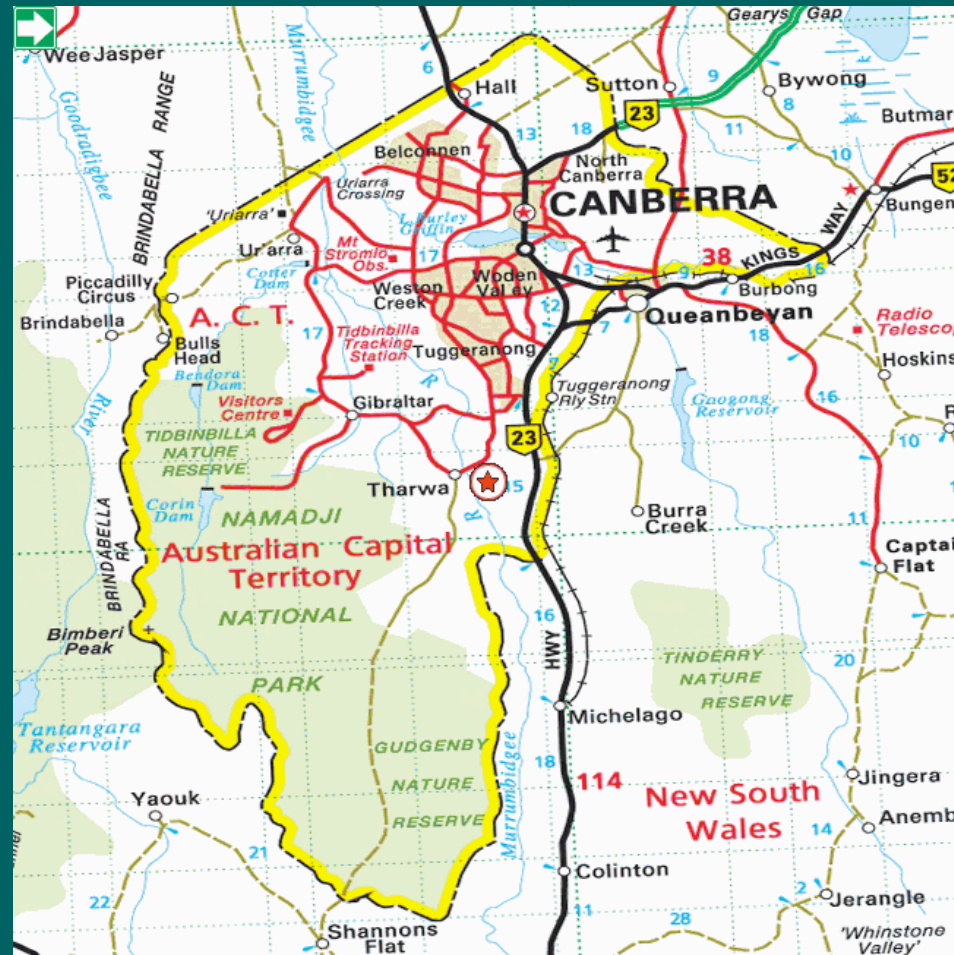 Gearys Gap
Wee Jasper
6
Hall
Sutton
9
Bywong
8
Murrumbidgee
Goodradigbee
BRINDABELLA RANGE
13
18
23
11
Butmar
Belconnen
10
North
Canberra
52
Uriarra
Crossing
'Uriarra'
CANBERRA
Bungen
L.Burley
Griffin
WAY
Ur'arra
Mt
Stromlo
Obs.
17
38
KINGS
16
Cotter
Dam
Woden
Valley
13
9
Piccadilly
Circus
Weston
Creek
12
Burbong
Brindabella
A. C. T.
17
7
Queanbeyan
Radio
Telescop
Bulls
Head
Tidbinbilla
Tracking
Station
Tuggeranong
18
Hoskins
Bendora
Dam
R
7
Tuggeranong
Rly Stn
Googong
Reservoir
16
River
Visitors
Centre
Gibraltar
R
TIDBINBILLA
NATURE
RESERVE
23
10
Tharwa
15
1
Corin
Dam
R
Burra
Creek
11
NAMADJI
BRINDABELLA
RA
Australian Capital
Territory
Captai
Flat
NATIONAL
16
HWY
Bimberi
Peak
TINDERRY
NATURE
RESERVE
20
PARK
Michelago
Tantangara
Reservoir
GUDGENBY
NATURE
RESERVE
Murrumbidgee
18
114
New South
Wales
Jingera
Yaouk
Anemb
14
21
Colinton
22
2
Jerangle
11
28
Shannons
Flat
'Whinstone
Valley'